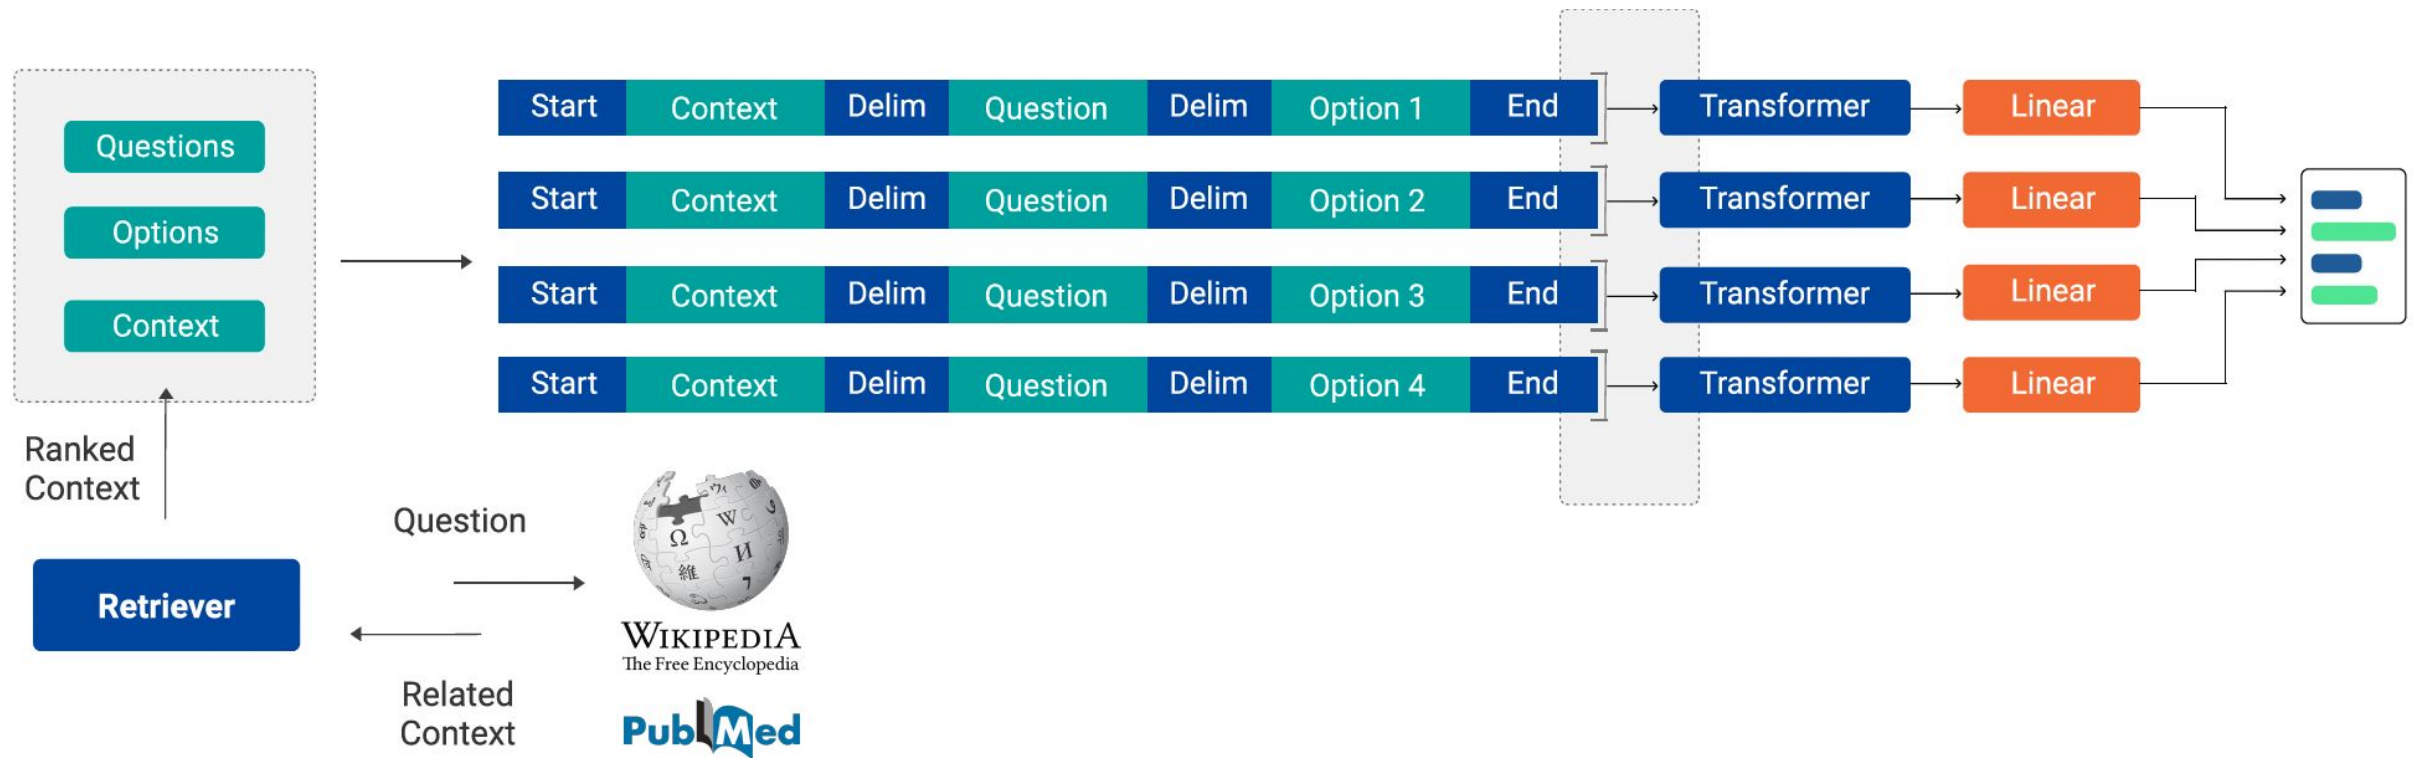 Questions
Options
Context
Start Context Delim Question Delim Option 1 End Transformer Linear
Start Context Delim Question Delim Option 2 End Transformer Linear
Start Context Delim Question Delim Option 3 End Transformer Linear
Start Context Delim Question Delim Option 4 End Transformer Linear
Ranked
Context
Retriever
Question
Related
Context
Ω W И 維
WIKIPEDIA
The Free Encyclopedia
PubMed